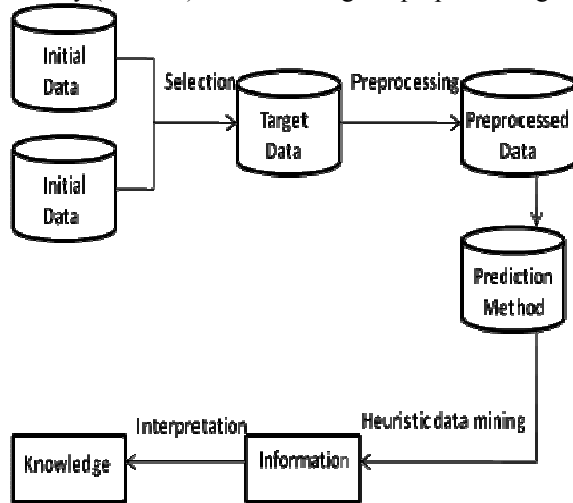 Initial
Data
Selection
Preprocessing
Target
Data
Preprocessed
Data
Initial
Data
Prediction
Method
Heuristic data mining
Interpretation
Knowledge
Information